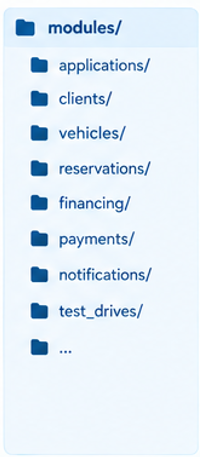 modules/
applications/
clients/
vehicles/
reservations/
financing/
payments/
notifications/
test_drives/
...